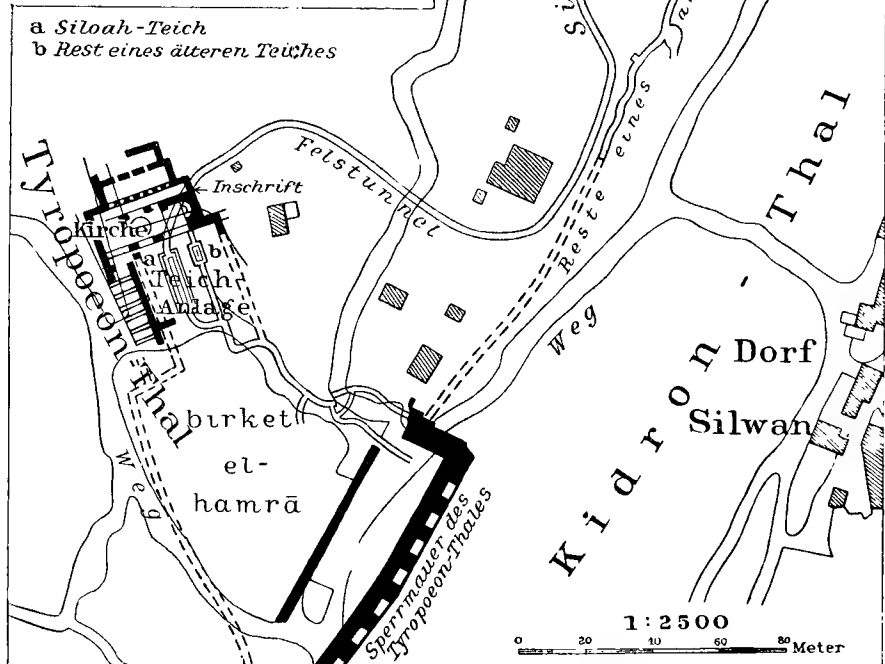 a Siloah-Teich
b Rest eines älteren Teiches
Tyropoeon Thal
Inschrift
Felstunnel
Kirche
a
b
Teich
Anlage
Reste eines
Thal
Weg
Kidron
Dorf
Silwan
birket
el-
hamrā
Weg
Sperrmauer des
Tyropoeon-Thales
1:2500
0 20 40 60 80 Meter